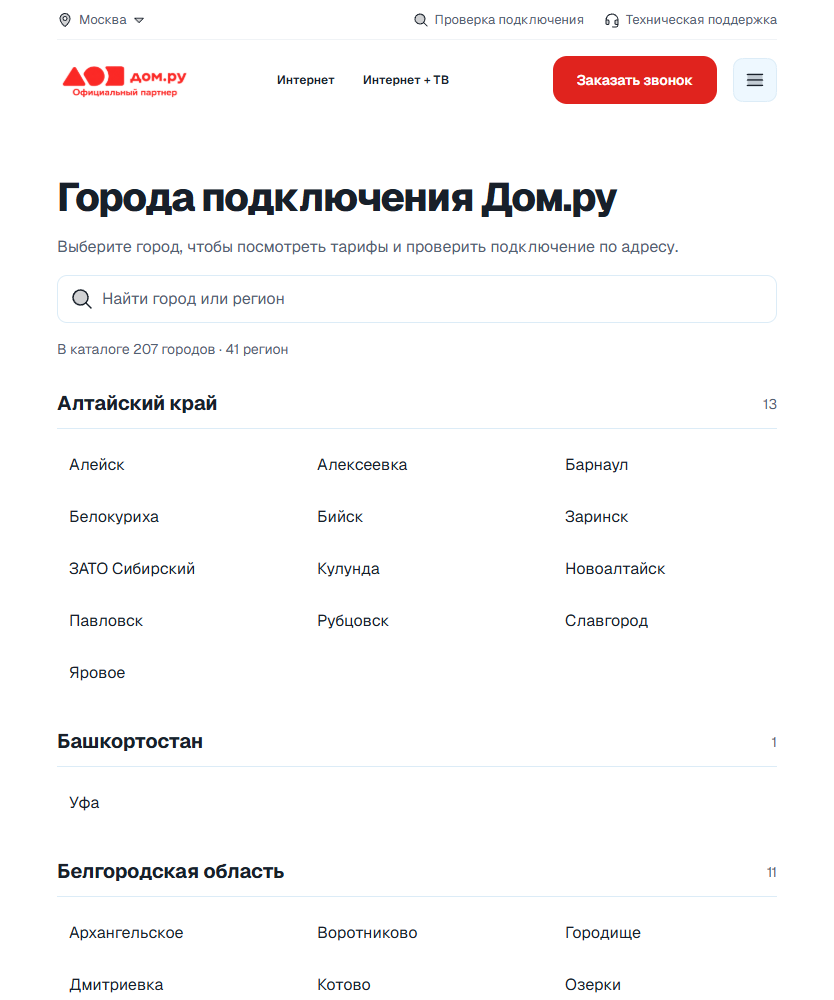 Москва
Проверка подключения
Техническая поддержка
дом.ру
Официальный партнер
Интернет
Интернет + ТВ
Заказать звонок
Города подключения Дом.ру
Выберите город, чтобы посмотреть тарифы и проверить подключение по адресу.
Найти город или регион
В каталоге 207 городов · 41 регион
Алтайский край 13
Алейск Алексеевка Барнаул
Белокуриха Бийск Заринск
ЗАТО Сибирский Кулунда Новоалтайск
Павловск Рубцовск Славгород
Яровое
Башкортостан 1
Уфа
Белгородская область 11
Архангельское Воротниково Городище
Дмитриевка Котово Озерки